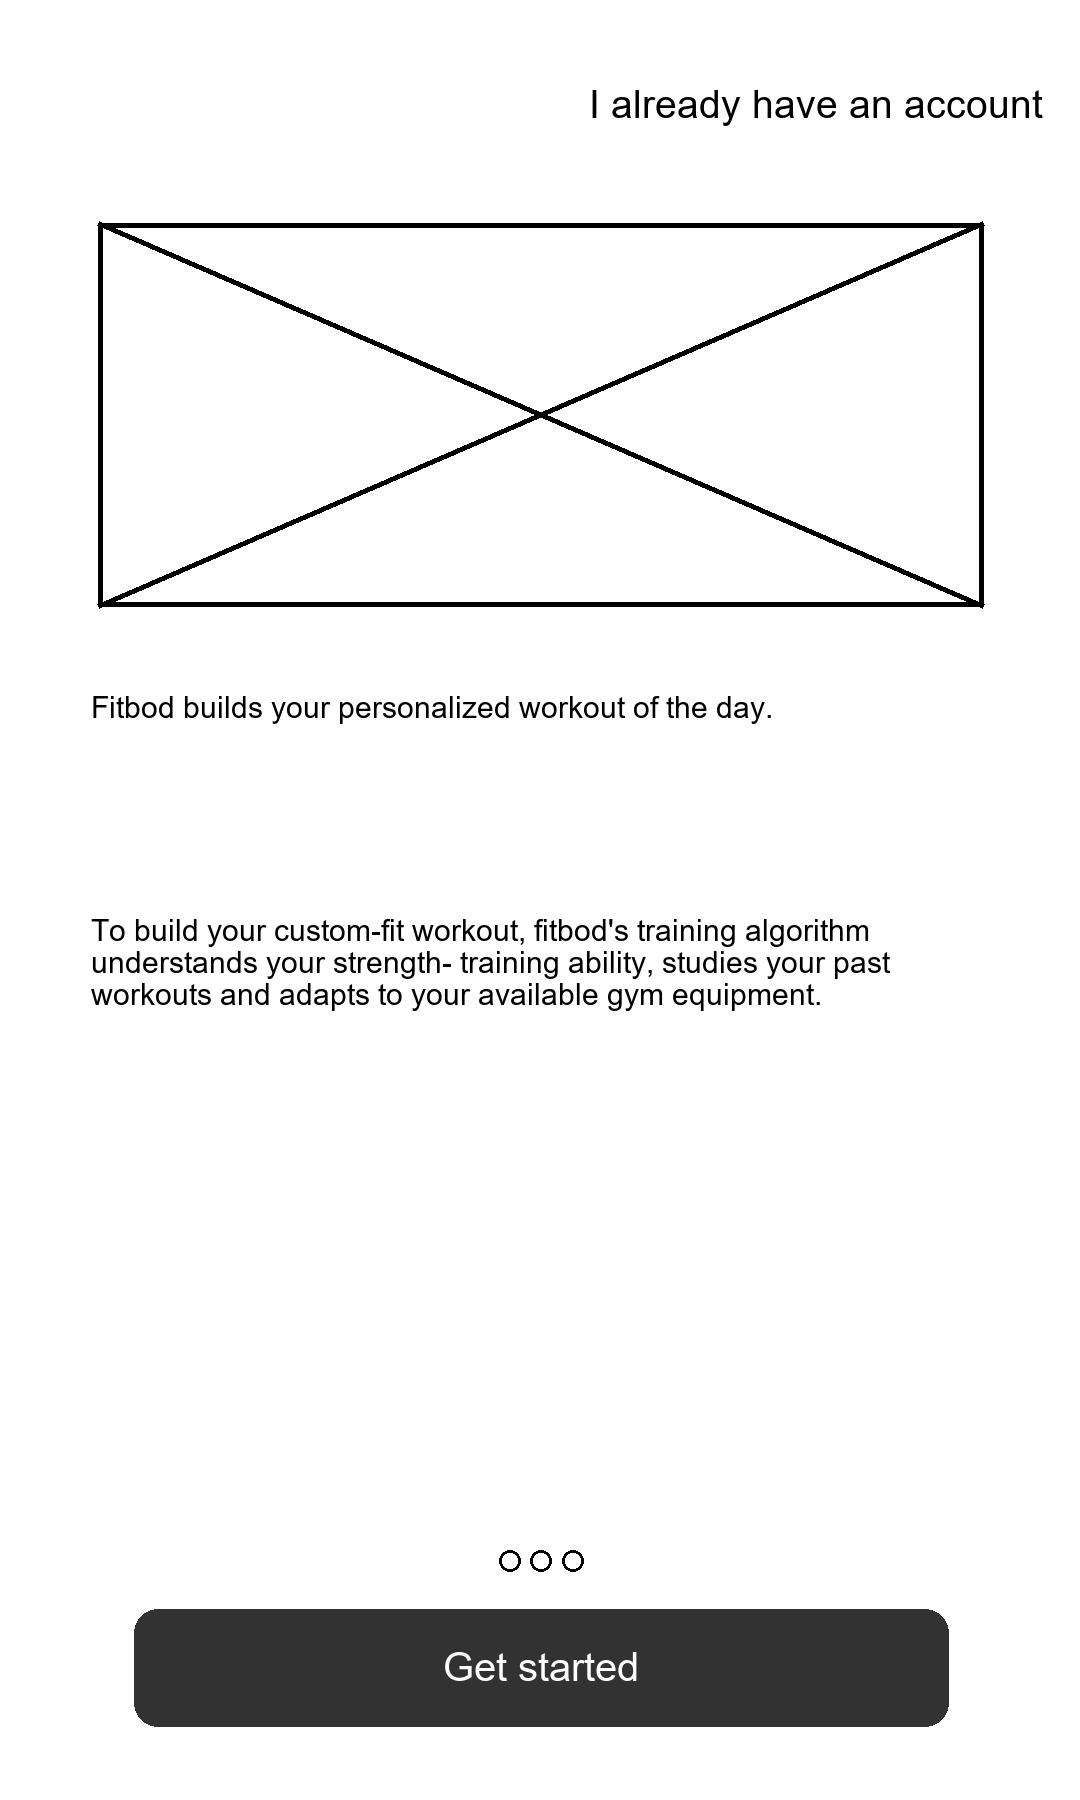 I already have an account
Fitbod builds your personalized workout of the day.
To build your custom-fit workout, fitbod's training algorithm
understands your strength- training ability, studies your past
workouts and adapts to your available gym equipment.
Get started